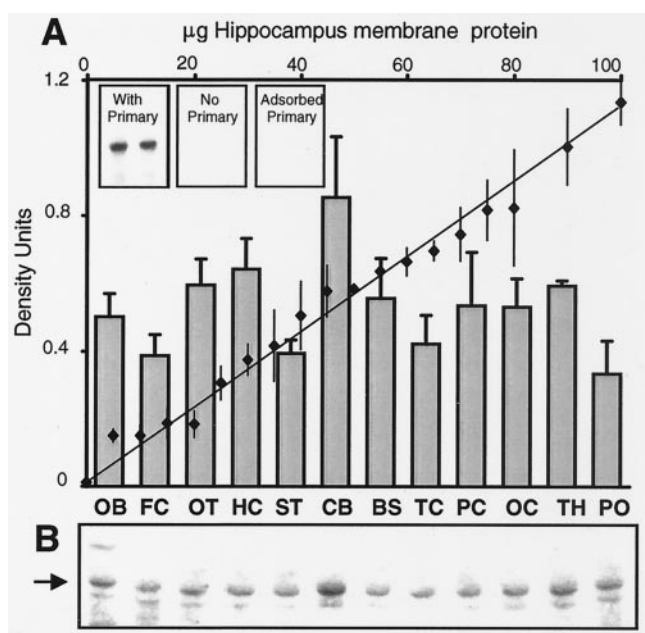 A
μg Hippocampus membrane protein
0 20 40 60 80 100
1.2
With Primary
No Primary
Adsorbed Primary
0.8
Density Units
0.4
0
OB FC OT HC ST CB BS TC PC OC TH PO
B